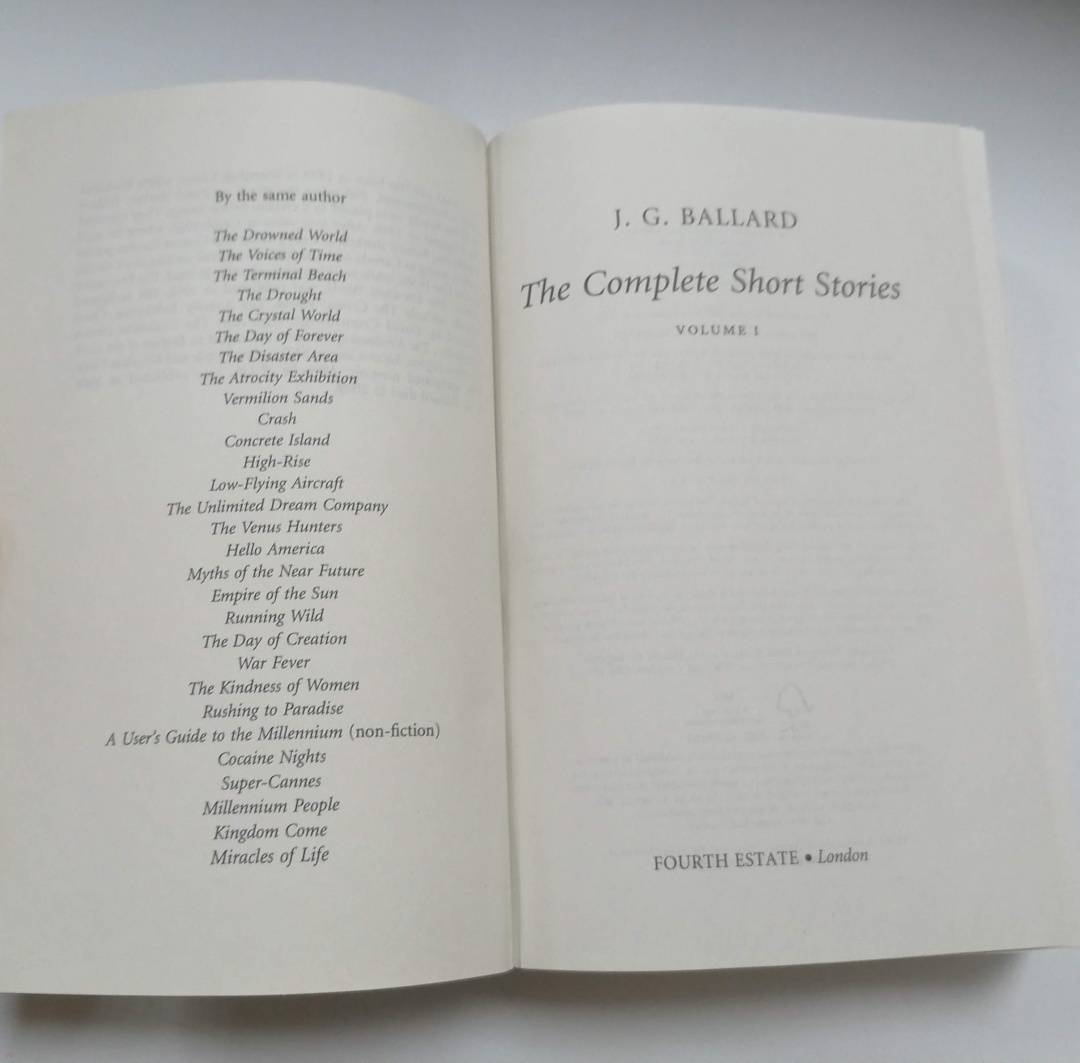 By the same author
The Drowned World
The Voices of Time
The Terminal Beach
The Drought
The Crystal World
The Day of Forever
The Disaster Area
The Atrocity Exhibition
Vermilion Sands
Crash
Concrete Island
High-Rise
Low-Flying Aircraft
The Unlimited Dream Company
The Venus Hunters
Hello America
Myths of the Near Future
Empire of the Sun
Running Wild
The Day of Creation
War Fever
The Kindness of Women
Rushing to Paradise
A User's Guide to the Millennium (non-fiction)
Cocaine Nights
Super-Cannes
Millennium People
Kingdom Come
Miracles of Life
J. G. BALLARD
The Complete Short Stories
VOLUME 1
FOURTH ESTATE • London